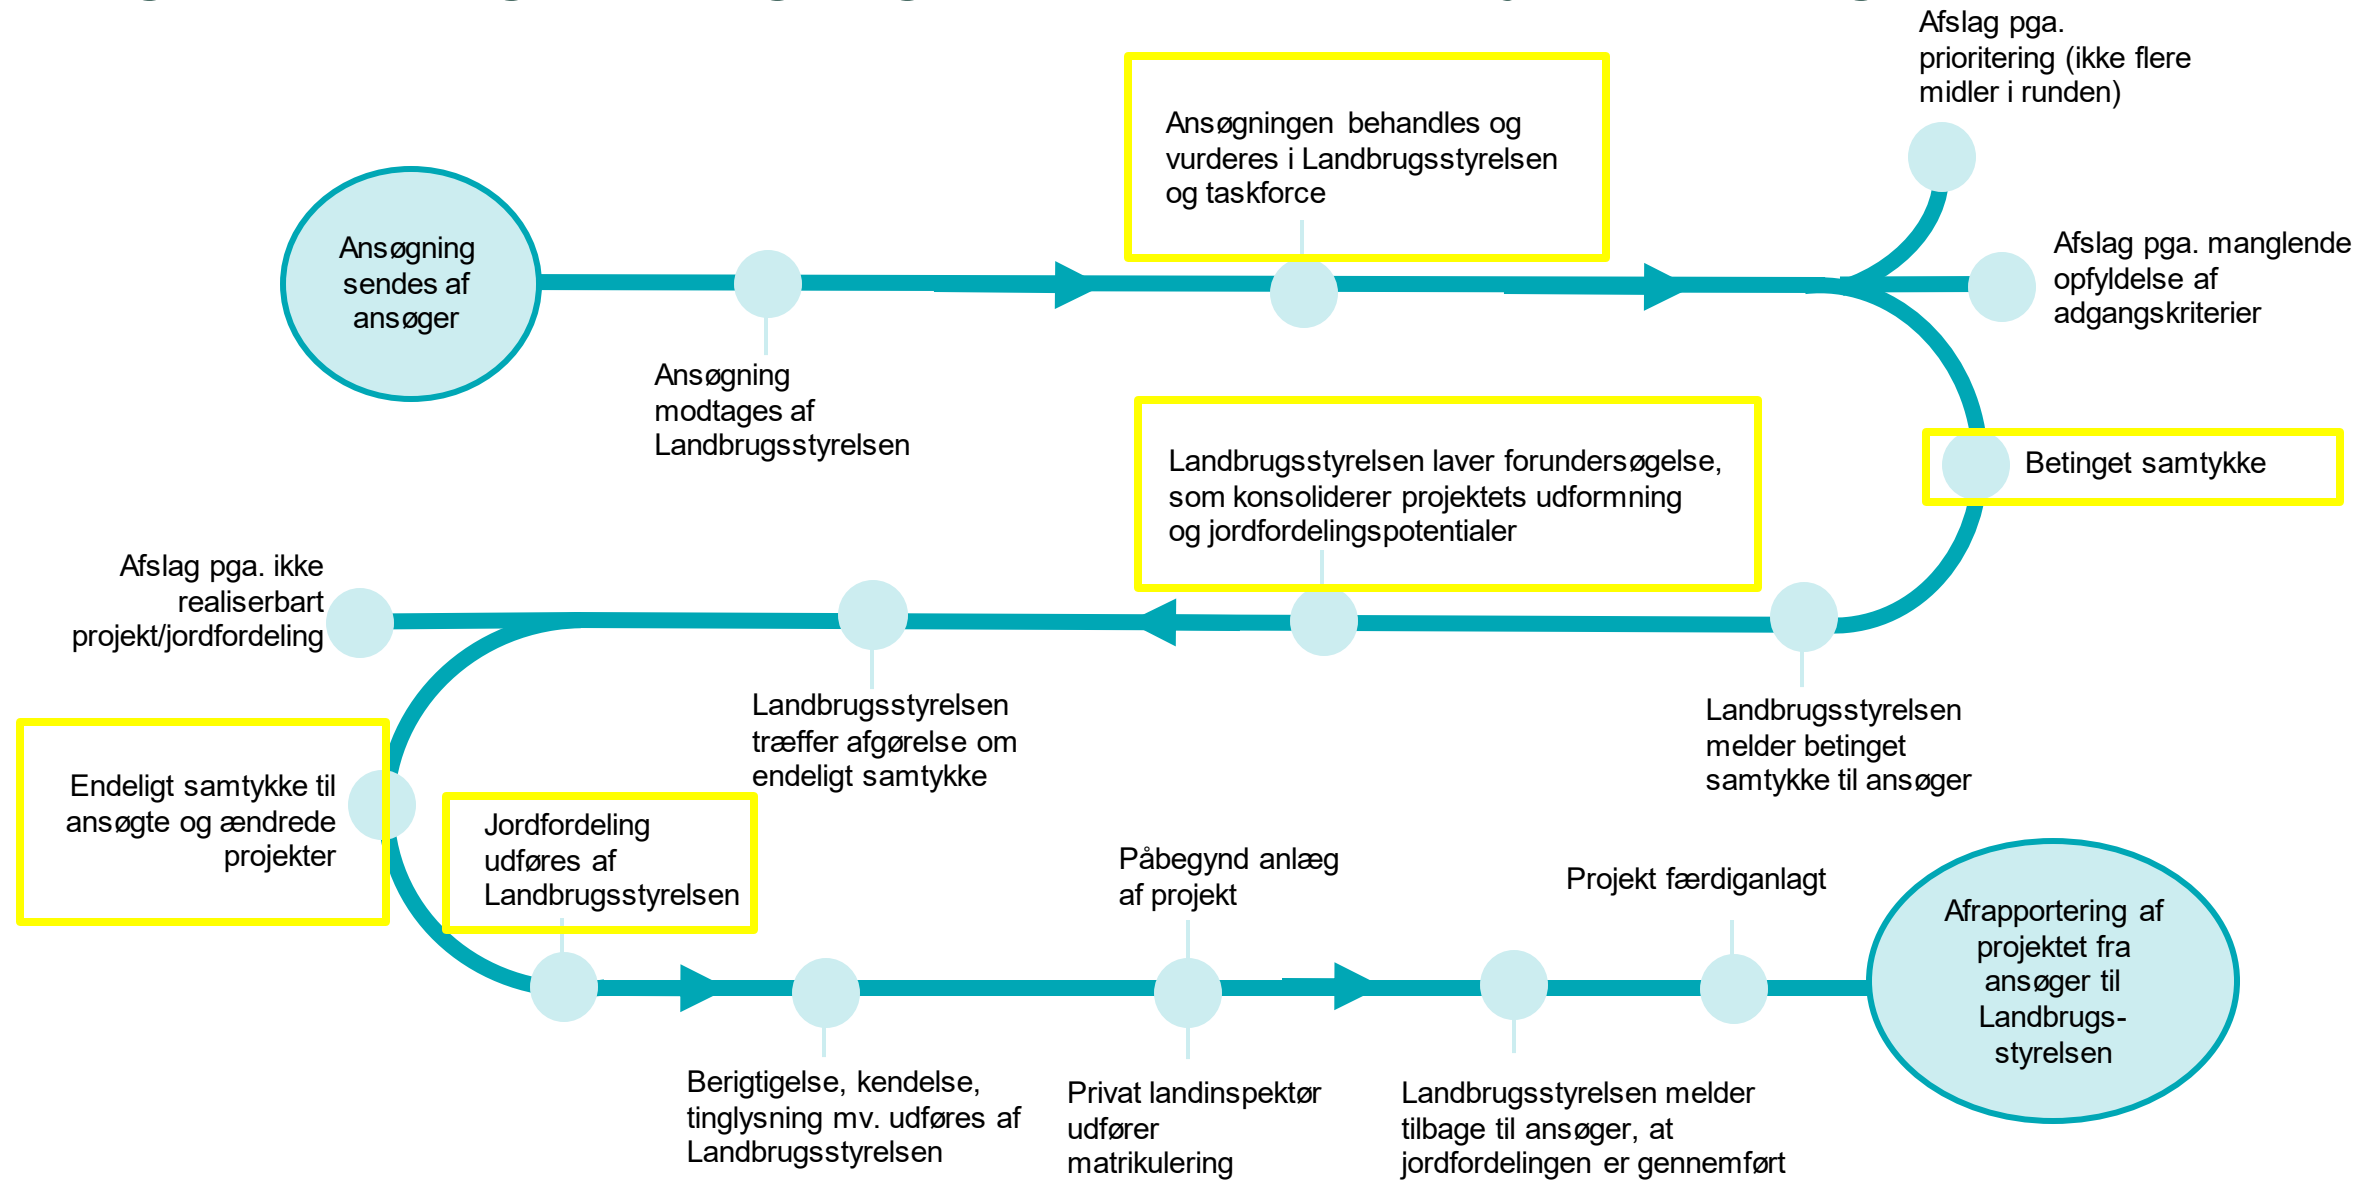 Afslag pga.
prioritering (ikke flere
midler i runden)
Ansøgningen behandles og
vurderes i Landbrugsstyrelsen
og taskforce
Ansøgning
sendes af
ansøger
Afslag pga. manglende
opfyldelse af
adgangskriterier
Ansøgning
modtages af
Landbrugsstyrelsen
Betinget samtykke
Landbrugsstyrelsen laver forundersøgelse,
som konsoliderer projektets udformning
og jordfordelingspotentialer
Afslag pga. ikke
realiserbart
projekt/jordfordeling
Landbrugsstyrelsen
træffer afgørelse om
endeligt samtykke
Landbrugsstyrelsen
melder betinget
samtykke til ansøger
Endeligt samtykke til
ansøgte og ændrede
projekter
Jordfordeling
udføres af
Landbrugsstyrelsen
Påbegynd anlæg
af projekt
Projekt færdiganlagt
Afrapportering af
projektet fra
ansøger til
Landbrugs-
styrelsen
Berigtigelse, kendelse,
tinglysning mv. udføres af
Landbrugsstyrelsen
Privat landinspektør
udfører
matrikulering
Landbrugsstyrelsen melder
tilbage til ansøger, at
jordfordelingen er gennemført